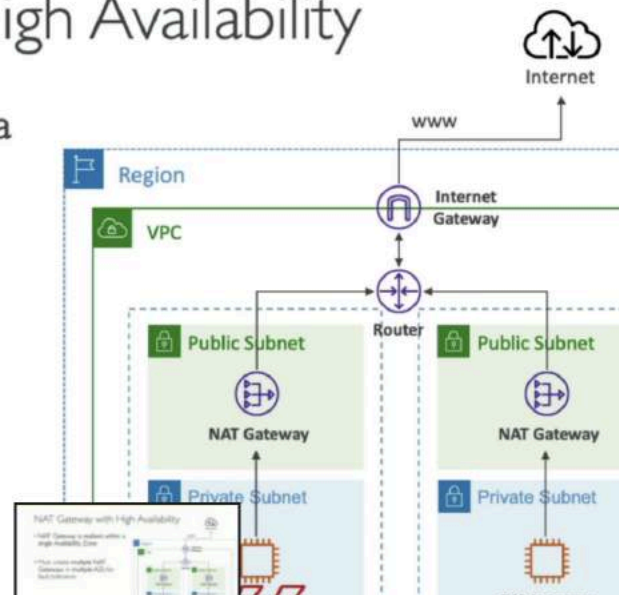 igh Availability
a
Internet
www
Region
Internet
Gateway
VPC
Router
Public Subnet
Public Subnet
NAT Gateway
NAT Gateway
Private Subnet
Private Subnet
NAT Gateway with High Availability